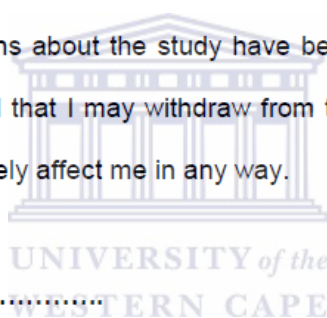 ns about the study have be
that I may withdraw from t
ely affect me in any way.
UNIVERSITY of the
.............
WESTERN CAPE